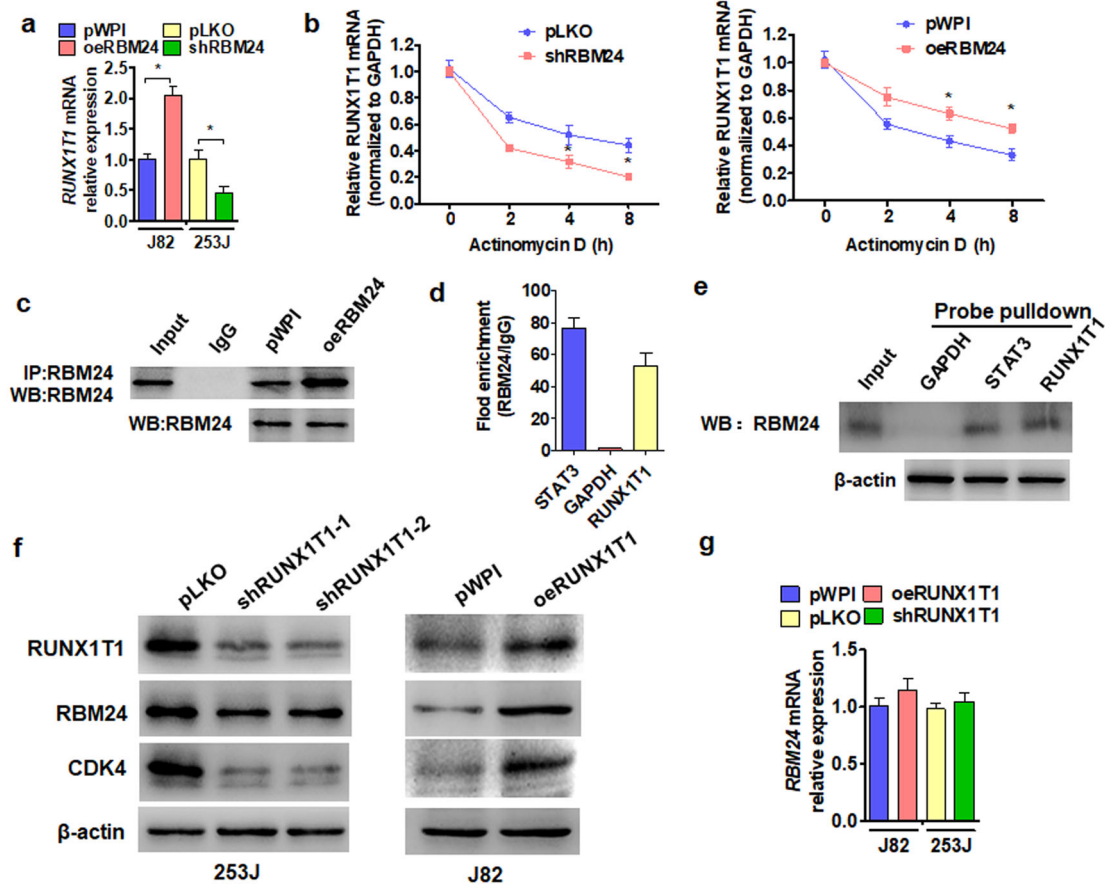 a
pWPI pLKO
oeRBM24 shRBM24
RUNX1T1 mRNA
relative expression
2.5
2.0
1.5
1.0
0.5
0.0
*
*
J82 253J
b
pLKO
shRBM24
Relative RUNX1T1 mRNA
(normalized to GAPDH)
1.2
1.0
0.8
0.6
0.4
0.2
0
*
*
0 2 4 8
Actinomycin D (h)
pWPI
oeRBM24
Relative RUNX1T1 mRNA
(normalized to GAPDH)
1.2
1.0
0.8
0.6
0.4
0.2
0
*
*
0 2 4 8
Actinomycin D (h)
c
Input IgG pWPI oeRBM24
IP:RBM24
WB:RBM24
WB:RBM24
d
Flod enrichment
(RBM24/IgG)
100
80
60
40
20
0
STAT3 GAPDH RUNX1T1
e
Probe pulldown
Input GAPDH STAT3 RUNX1T1
WB : RBM24
β-actin
f
pLKO shRUNX1T1-1 shRUNX1T1-2 pWPI oeRUNX1T1
RUNX1T1
RBM24
CDK4
β-actin
253J J82
g
pWPI oeRUNX1T1
pLKO shRUNX1T1
RBM24 mRNA
relative expression
1.5
1.0
0.5
0.0
J82 253J